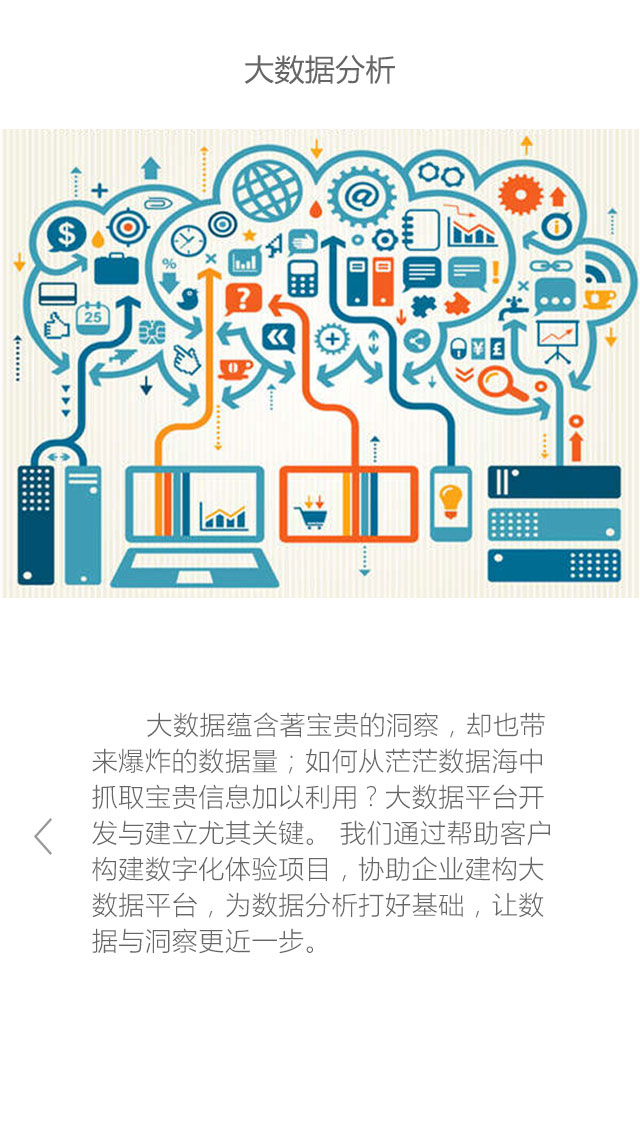 大数据分析
$
@
i
%
25
?
¥
£
大数据蕴含著宝贵的洞察，却也带
来爆炸的数据量；如何从茫茫数据海中
抓取宝贵信息加以利用？大数据平台开
发与建立尤其关键。 我们通过帮助客户
构建数字化体验项目，协助企业建构大
数据平台，为数据分析打好基础，让数
据与洞察更近一步。